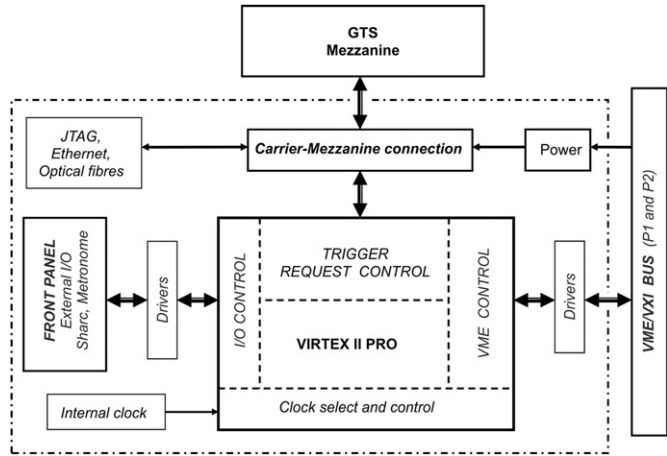 GTS
Mezzanine
JTAG,
Ethernet,
Optical fibres
Carrier-Mezzanine connection
Power
FRONT PANEL
External I/O
Sharc, Metronome
Drivers
I/O CONTROL
TRIGGER
REQUEST CONTROL
VIRTEX II PRO
VME CONTROL
Drivers
VME/VXI BUS (P1 and P2)
Internal clock
Clock select and control